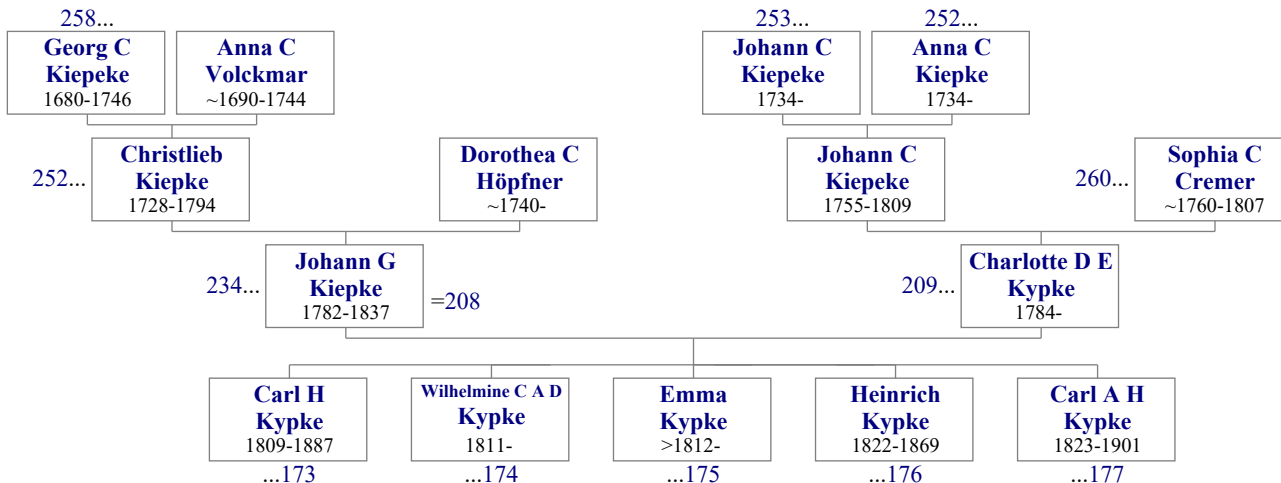 258...
253...
252...
Georg C
Kiepeke
1680-1746
Anna C
Volckmar
~1690-1744
Johann C
Kiepeke
1734-
Anna C
Kiepke
1734-
252...
Christlieb
Kiepke
1728-1794
Dorothea C
Höpfner
~1740-
Johann C
Kiepeke
1755-1809
260...
Sophia C
Cremer
~1760-1807
234...
Johann G
Kiepke
1782-1837
=208
209...
Charlotte D E
Kypke
1784-
Carl H
Kypke
1809-1887
...173
Wilhelmine C A D
Kypke
1811-
...174
Emma
Kypke
>1812-
...175
Heinrich
Kypke
1822-1869
...176
Carl A H
Kypke
1823-1901
...177